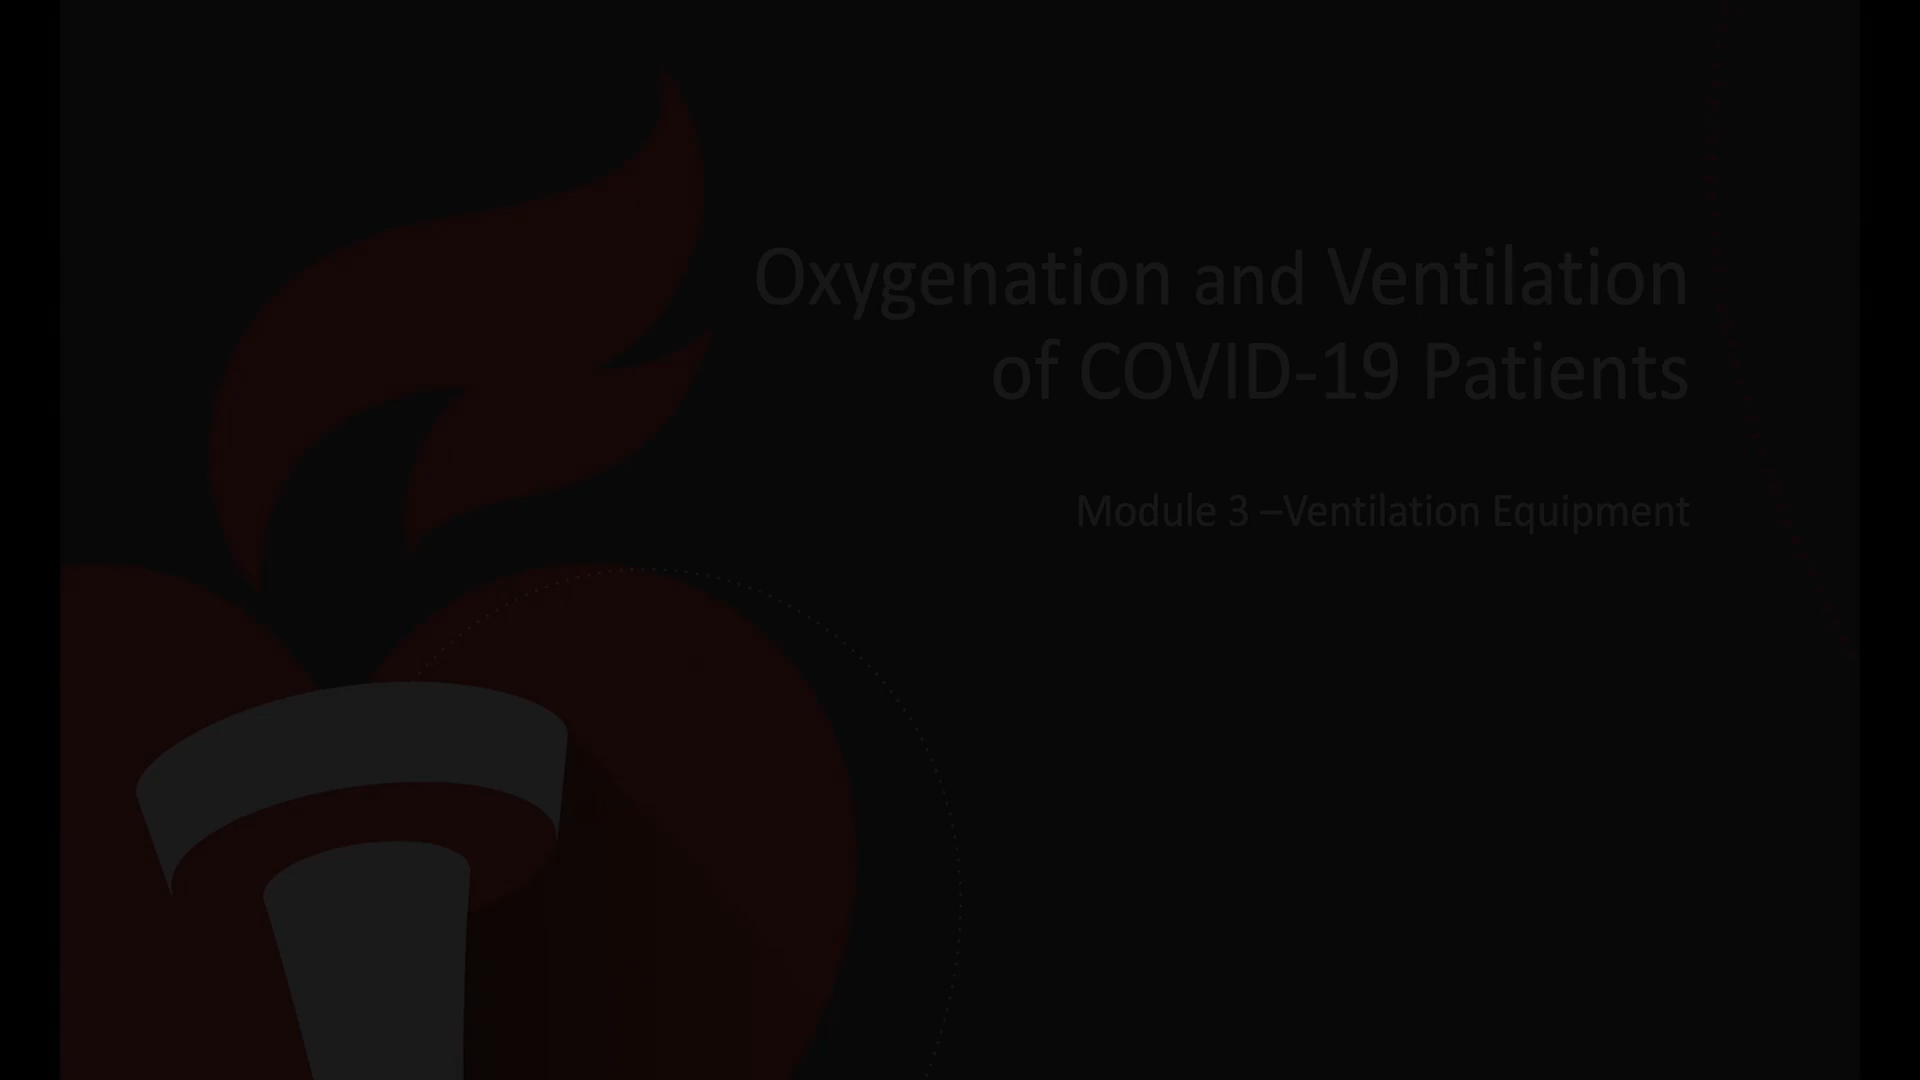 Oxygenation and Ventilation
of COVID-19 Patients
Module 3 –Ventilation Equipment